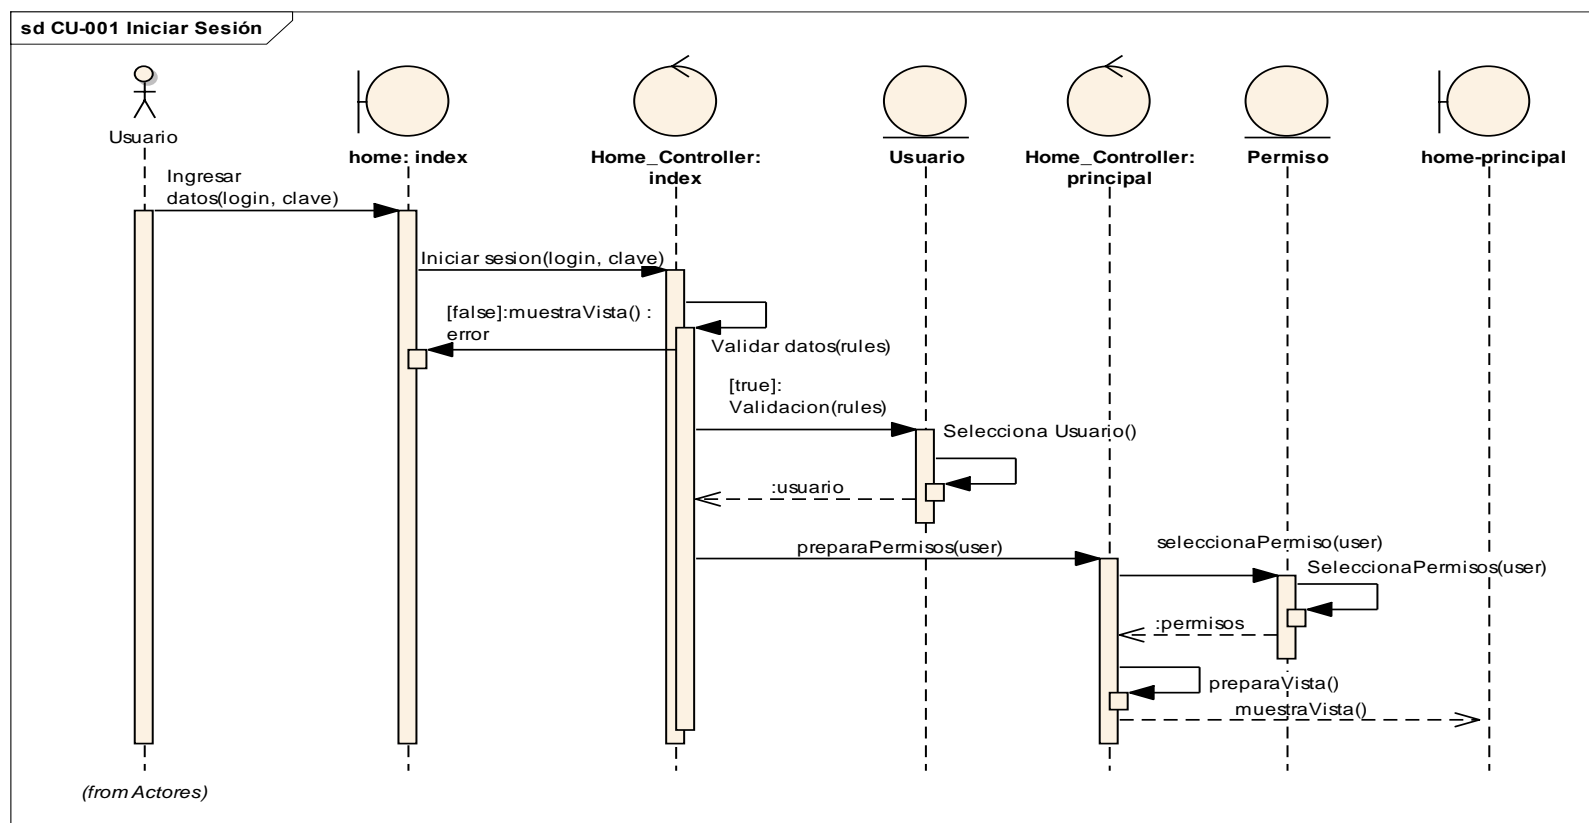 sd CU-001 Iniciar Sesión
Usuario
home: index
Home_Controller:
index
Usuario
Home_Controller:
principal
Permiso
home-principal
Ingresar
datos(login, clave)
Iniciar sesion(login, clave)
[false]:muestraVista() :
error
Validar datos(rules)
[true]:
Validacion(rules)
Selecciona Usuario()
:usuario
preparaPermisos(user)
seleccionaPermiso(user)
SeleccionaPermisos(user)
:permisos
preparaVista()
muestraVista()
(from Actores)